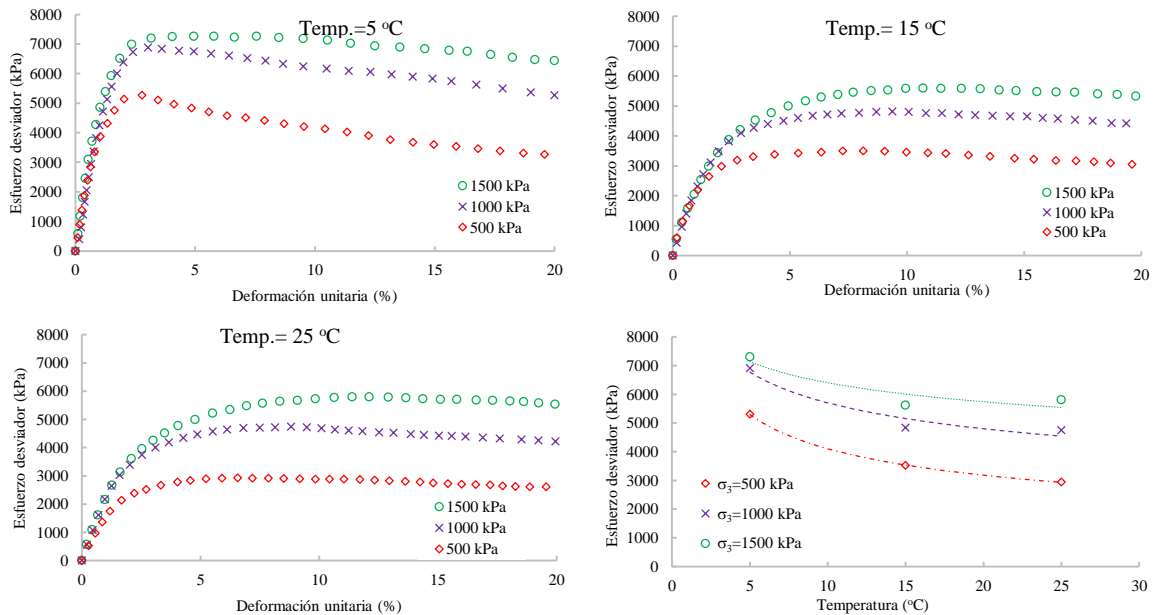 Temp.=5 °C
8000
7000
6000
5000
4000
3000
2000
1000
0
Esfuerzo desviador (kPa)
1500 kPa
1000 kPa
500 kPa
0 5 10 15 20
Deformación unitaria (%)
Temp.= 15 °C
8000
7000
6000
5000
4000
3000
2000
1000
0
Esfuerzo desviador (kPa)
1500 kPa
1000 kPa
500 kPa
0 5 10 15 20
Deformación unitaria (%)
Temp.= 25 °C
8000
7000
6000
5000
4000
3000
2000
1000
0
Esfuerzo desviador (kPa)
1500 kPa
1000 kPa
500 kPa
0 5 10 15 20
Deformación unitaria (%)
8000
7000
6000
5000
4000
3000
2000
1000
0
Esfuerzo desviador (kPa)
σ3=500 kPa
σ3=1000 kPa
σ3=1500 kPa
0 5 10 15 20 25 30
Temperatura (°C)